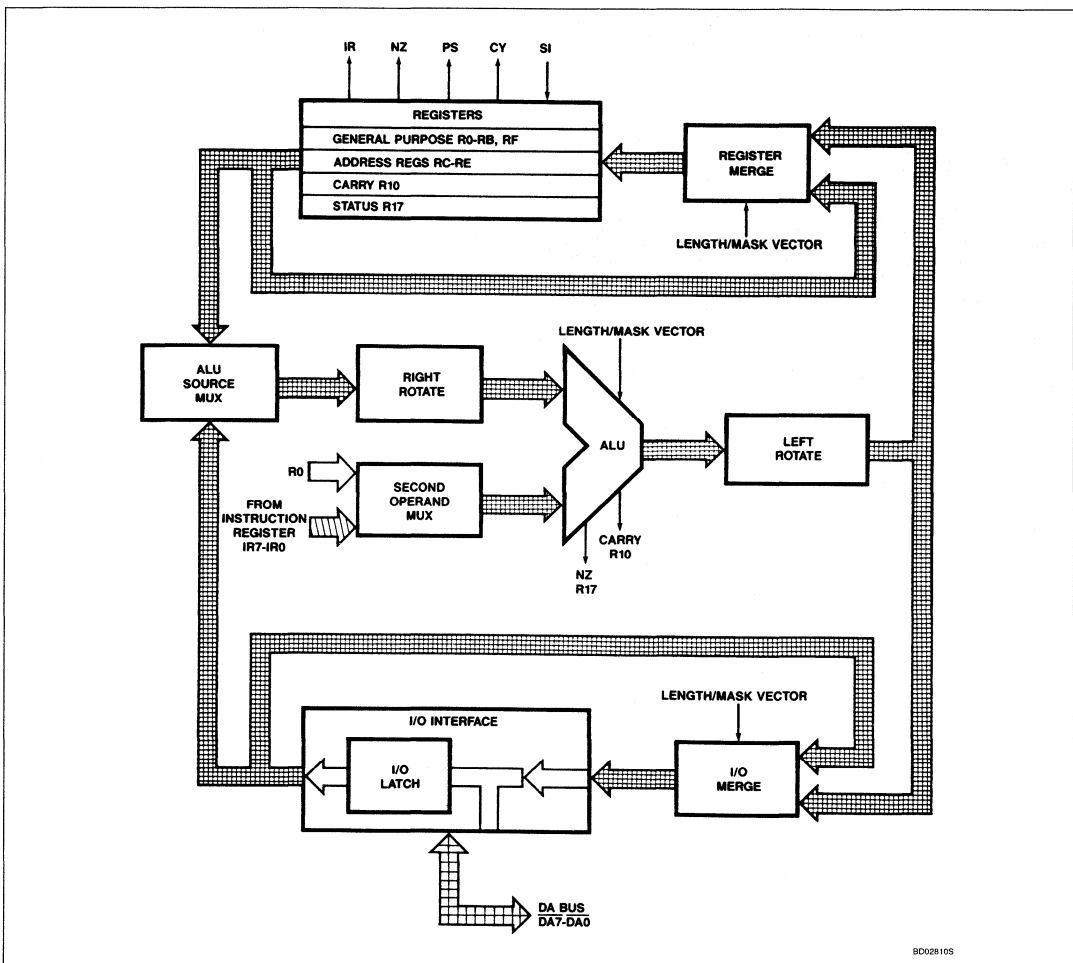 IR NZ PS CY SI
REGISTERS
GENERAL PURPOSE R0-RB, RF
ADDRESS REGS RC-RE
CARRY R10
STATUS R17
REGISTER
MERGE
LENGTH/MASK VECTOR
LENGTH/MASK VECTOR
ALU
SOURCE
MUX
RIGHT
ROTATE
ALU
LEFT
ROTATE
R0
FROM
INSTRUCTION
REGISTER
IR7-IR0
SECOND
OPERAND
MUX
CARRY
R10
NZ
R17
LENGTH/MASK VECTOR
I/O INTERFACE
I/O
LATCH
I/O
MERGE
DA BUS
DA7-DA0
BD02810S